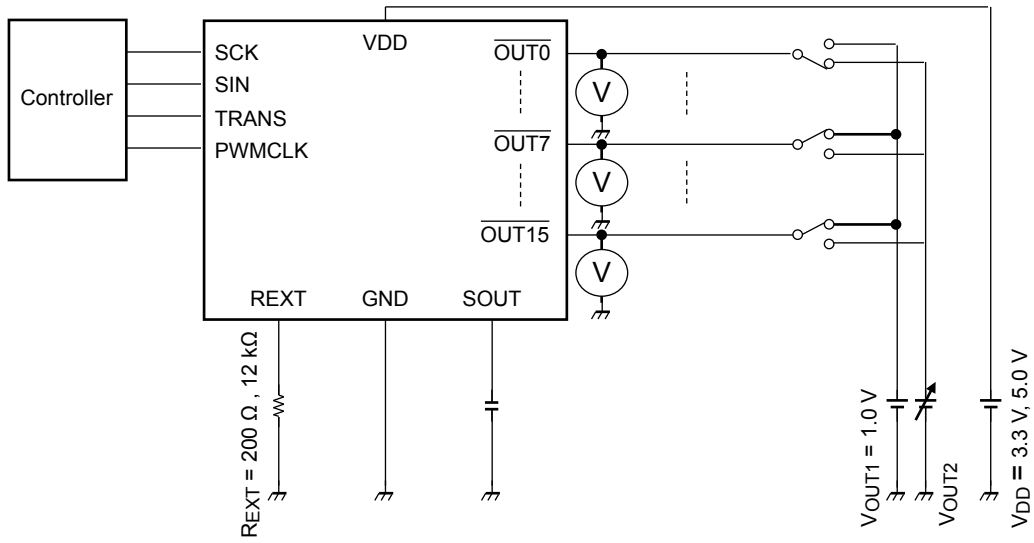 Controller
SCK
SIN
TRANS
PWMCLK
VDD
OUT0
OUT7
OUT15
V
V
V
REXT
GND
SOUT
REXT = 200 Ω , 12 kΩ
VOUT1 = 1.0 V
VOUT2
VDD = 3.3 V, 5.0 V